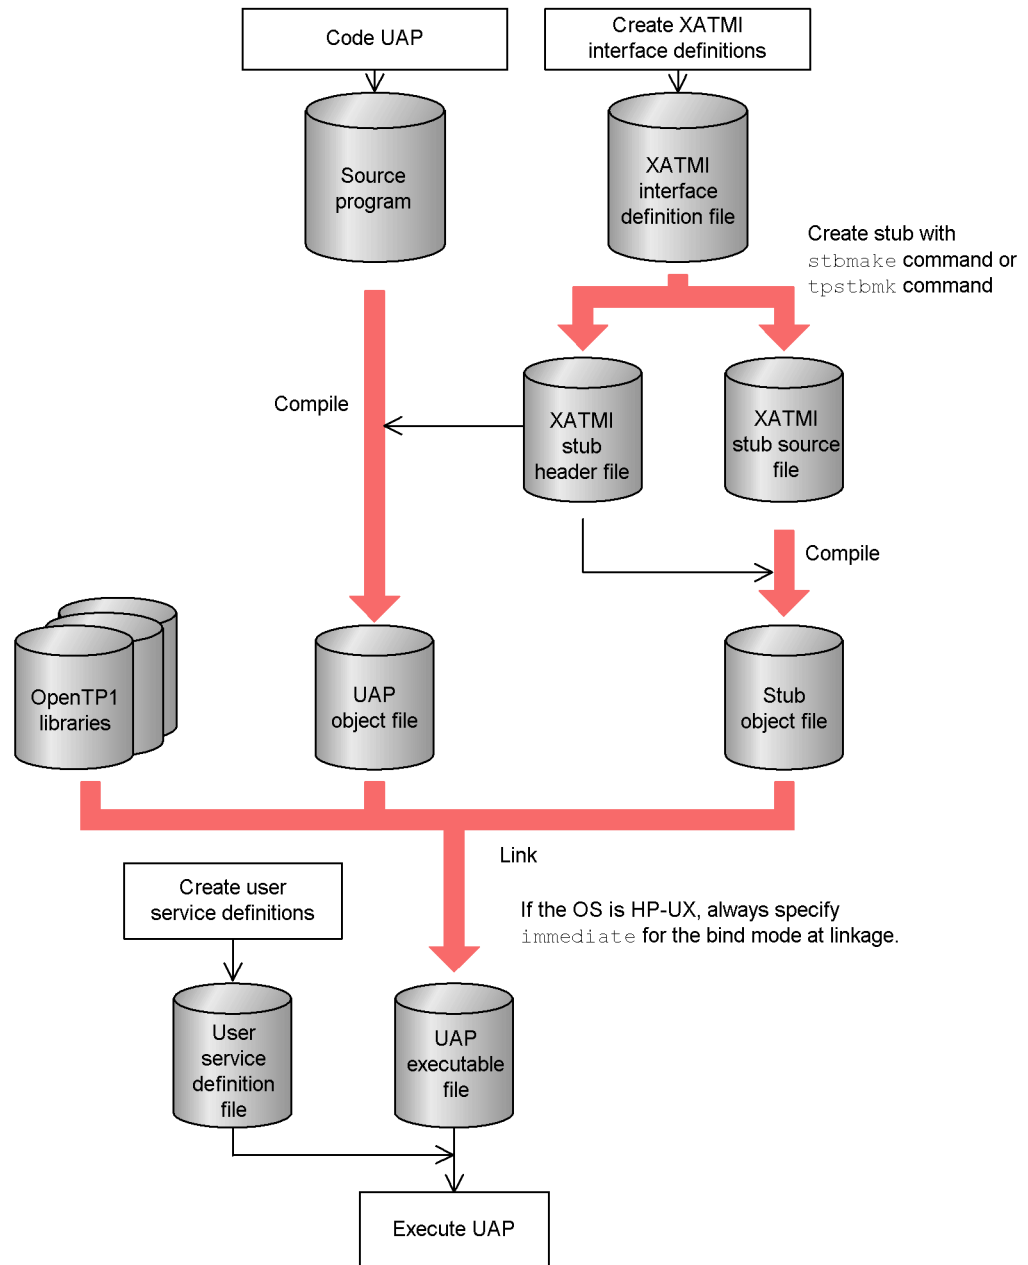 Code UAP
Create XATMI
interface definitions
Source
program
XATMI
interface
definition file
Create stub with
stbmake command or
tpstbmk command
Compile
XATMI
stub
header file
XATMI
stub source
file
Compile
OpenTP1
libraries
UAP
object file
Stub
object file
Link
Create user
service definitions
If the OS is HP-UX, always specify
immediate for the bind mode at linkage.
User
service
definition
file
UAP
executable
file
Execute UAP